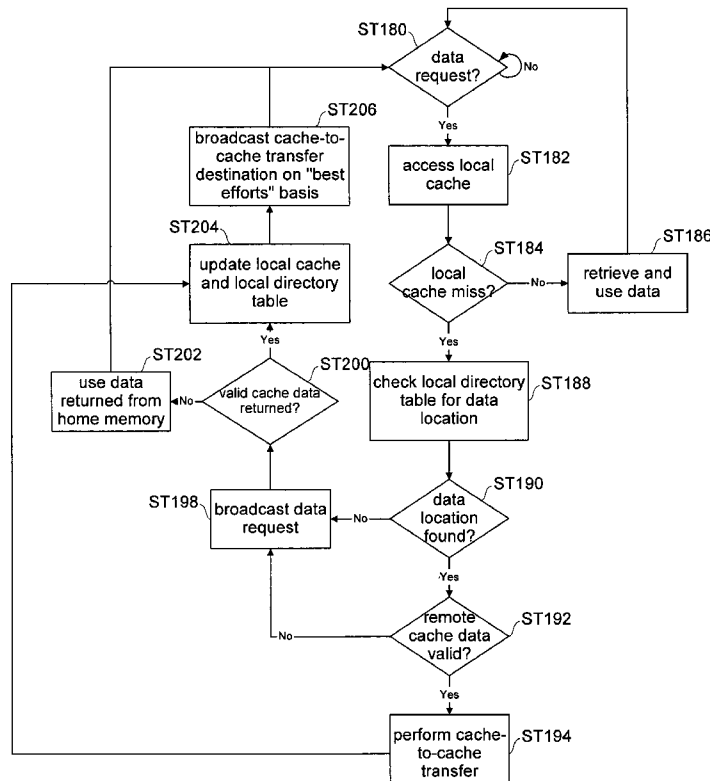 ST180
data
request?
No
Yes
ST206
broadcast cache-to-
cache transfer
destination on "best
efforts" basis
ST182
access local
cache
ST204
update local cache
and local directory
table
ST184
local
cache miss?
No
ST186
retrieve and
use data
Yes
Yes
ST202
use data
returned from
home memory
No
ST200
valid cache data
returned?
ST188
check local directory
table for data
location
ST198
broadcast data
request
No
ST190
data
location
found?
Yes
No
ST192
remote
cache data
valid?
Yes
ST194
perform cache-
to-cache
transfer